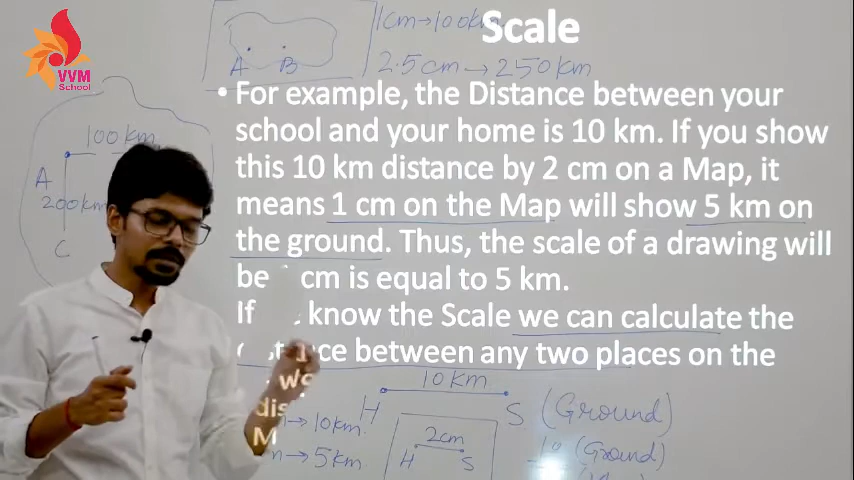 VVM
School
Scale
1cm→100km
2.5cm → 250km
A B
• For example, the Distance between your
school and your home is 10 km. If you show
this 10 km distance by 2 cm on a Map, it
means 1 cm on the Map will show 5 km on
the ground. Thus, the scale of a drawing will
be cm is equal to 5 km.
If know the Scale we can calculate the
between any two places on the
100km
A
200km
C
10km
H S (Ground)
→ 10km
→ 5km
2cm
H S
(Ground)